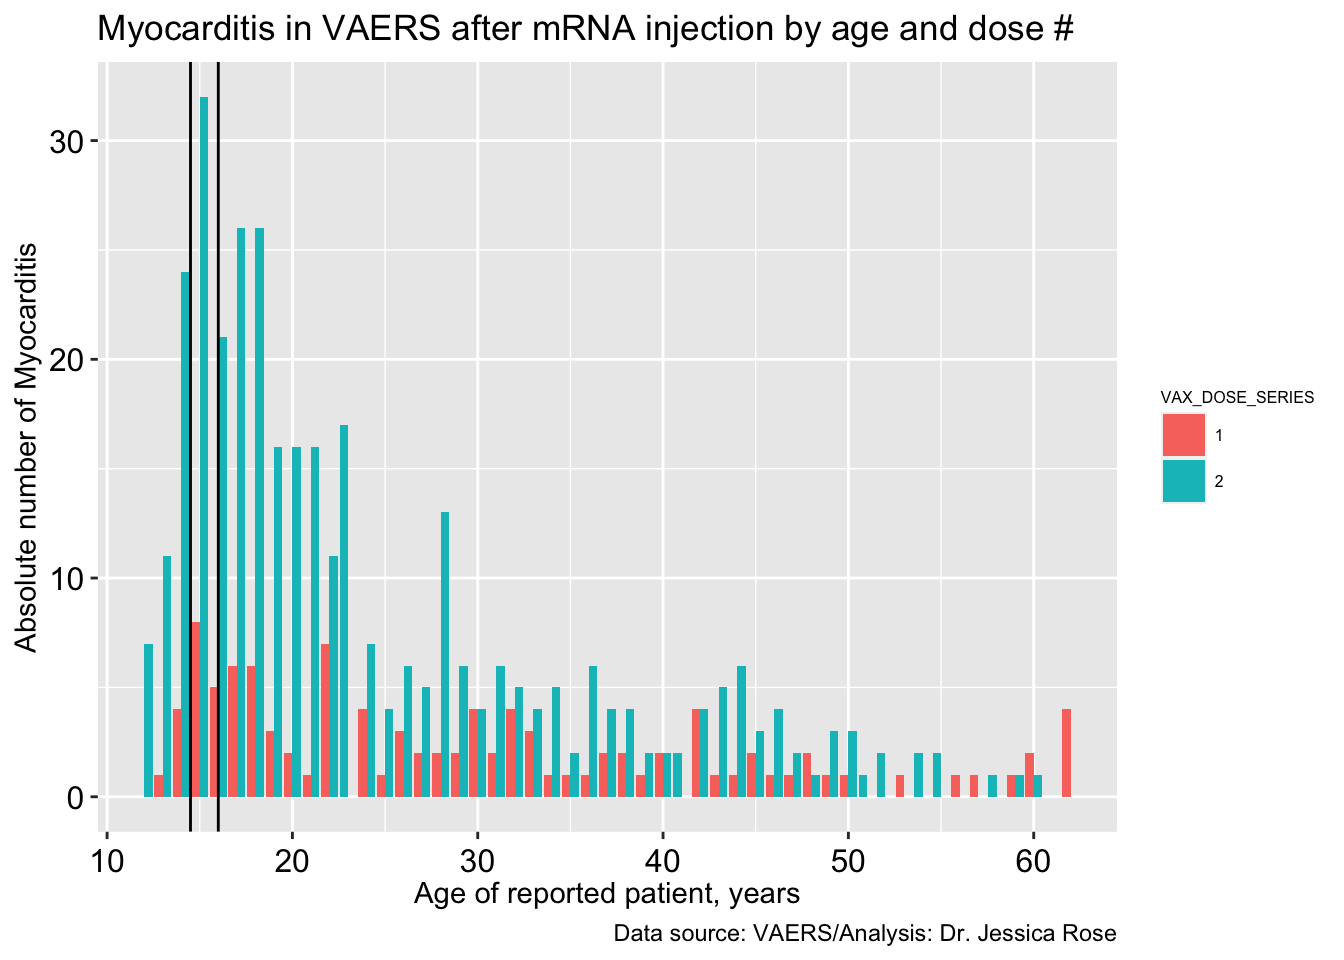 Myocarditis in VAERS after mRNA injection by age and dose #
Absolute number of Myocarditis
30
20
10
0
10 20 30 40 50 60
Age of reported patient, years
VAX_DOSE_SERIES
1
2
Data source: VAERS/Analysis: Dr. Jessica Rose